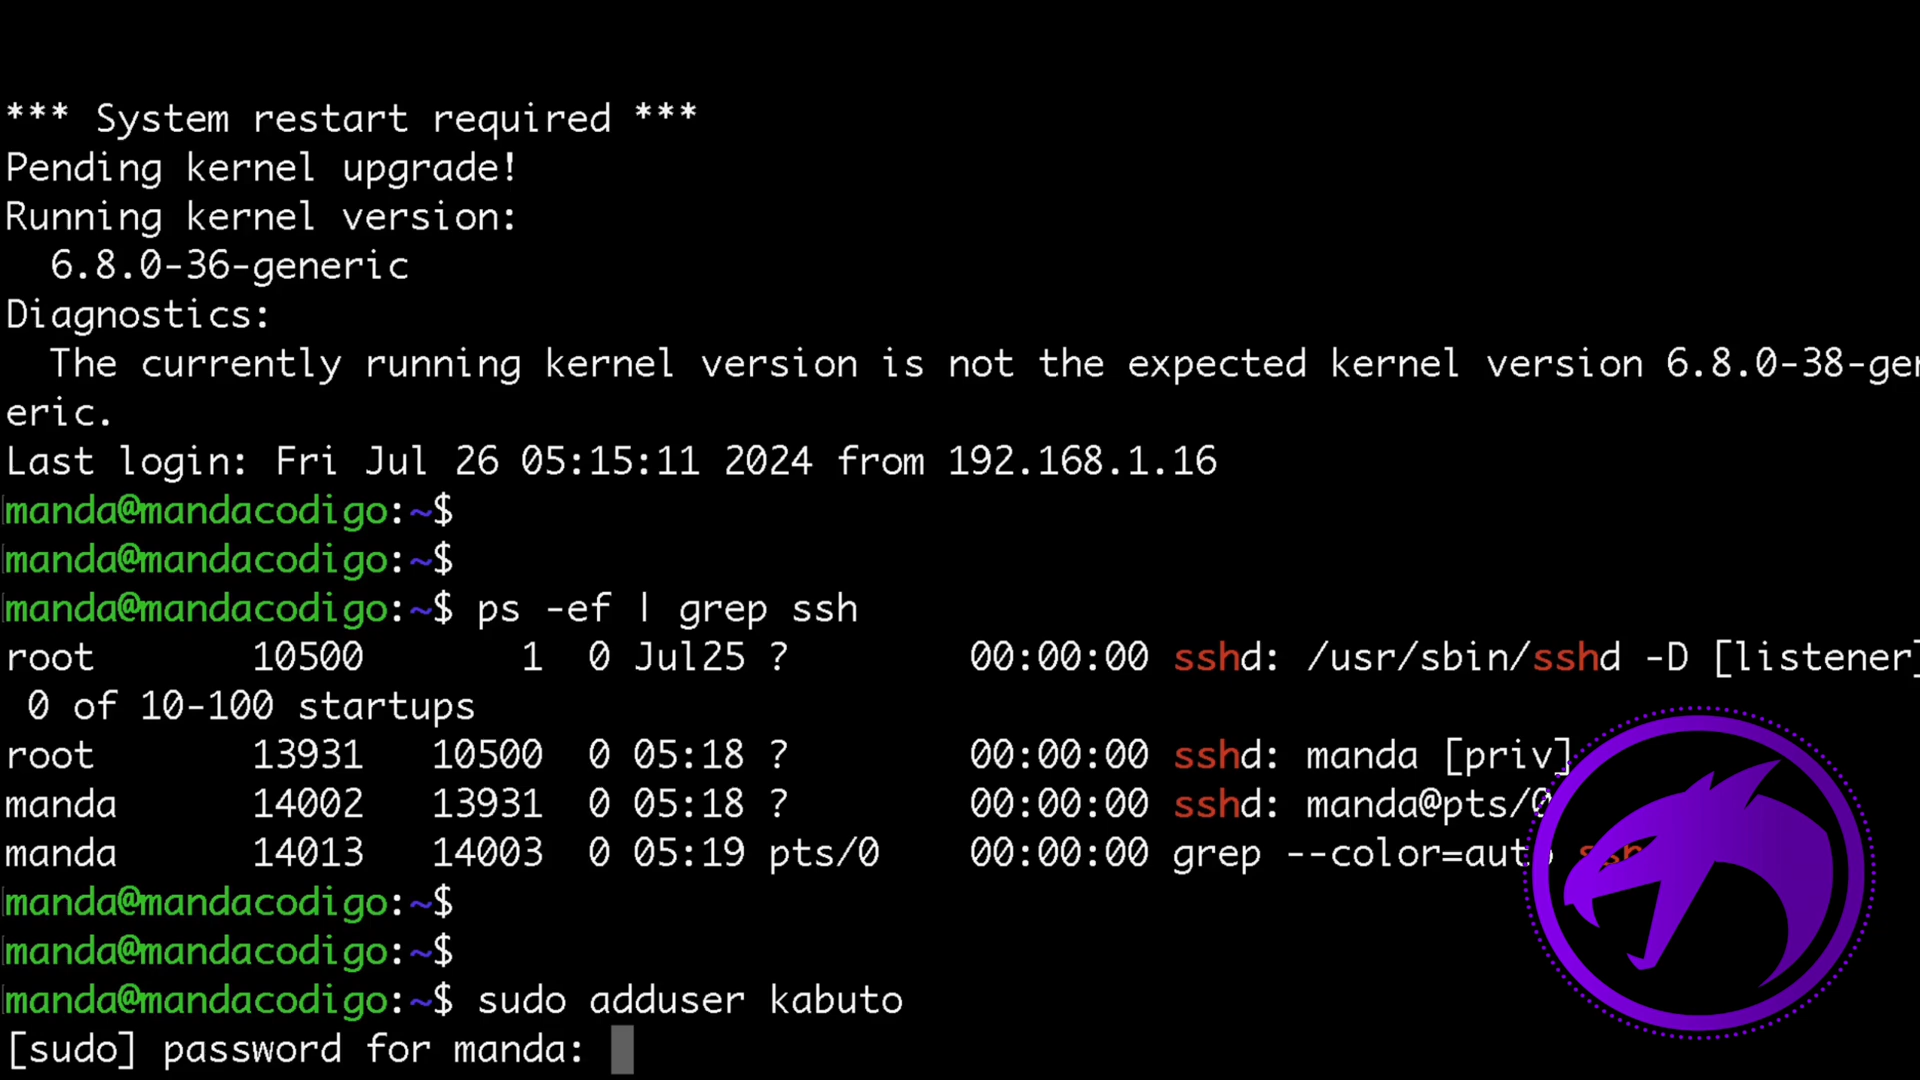 *** System restart required ***
Pending kernel upgrade!
Running kernel version:
  6.8.0-36-generic
Diagnostics:
  The currently running kernel version is not the expected kernel version 6.8.0-38-gen
eric.
Last login: Fri Jul 26 05:15:11 2024 from 192.168.1.16
manda@mandacodigo:~$
manda@mandacodigo:~$
manda@mandacodigo:~$ ps -ef | grep ssh
root       10500       1  0 Jul25 ?        00:00:00 sshd: /usr/sbin/sshd -D [listener]
 0 of 10-100 startups
root       13931   10500  0 05:18 ?        00:00:00 sshd: manda [priv]
manda      14002   13931  0 05:18 ?        00:00:00 sshd: manda@pts/0
manda      14013   14003  0 05:19 pts/0    00:00:00 grep --color=auto ssh
manda@mandacodigo:~$
manda@mandacodigo:~$
manda@mandacodigo:~$ sudo adduser kabuto
[sudo] password for manda: